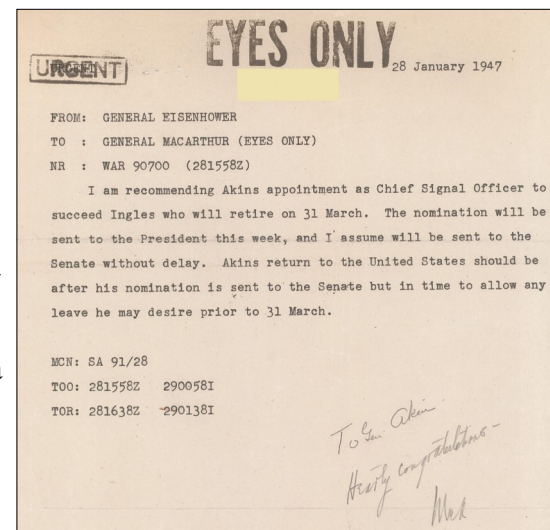 EYES ONLY
URGENT
28 January 1947
FROM: GENERAL EISENHOWER
TO : GENERAL MACARTHUR (EYES ONLY)
NR : WAR 90700 (281558Z)
I am recommending Akins appointment as Chief Signal Officer to
succeed Ingles who will retire on 31 March. The nomination will be
sent to the President this week, and I assume will be sent to the
Senate without delay. Akins return to the United States should be
after his nomination is sent to the Senate but in time to allow any
leave he may desire prior to 31 March.
MCN: SA 91/28
TOO: 281558Z 290058I
TOR: 281638Z 290138I
To Gen Akin
Hearty congratulations-